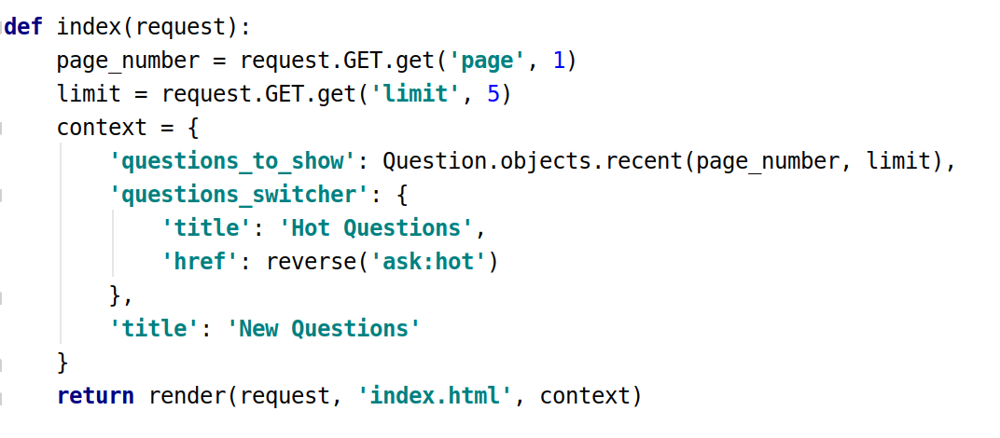 def index(request):
    page_number = request.GET.get('page', 1)
    limit = request.GET.get('limit', 5)
    context = {
        'questions_to_show': Question.objects.recent(page_number, limit),
        'questions_switcher': {
            'title': 'Hot Questions',
            'href': reverse('ask:hot')
        },
        'title': 'New Questions'
    }
    return render(request, 'index.html', context)